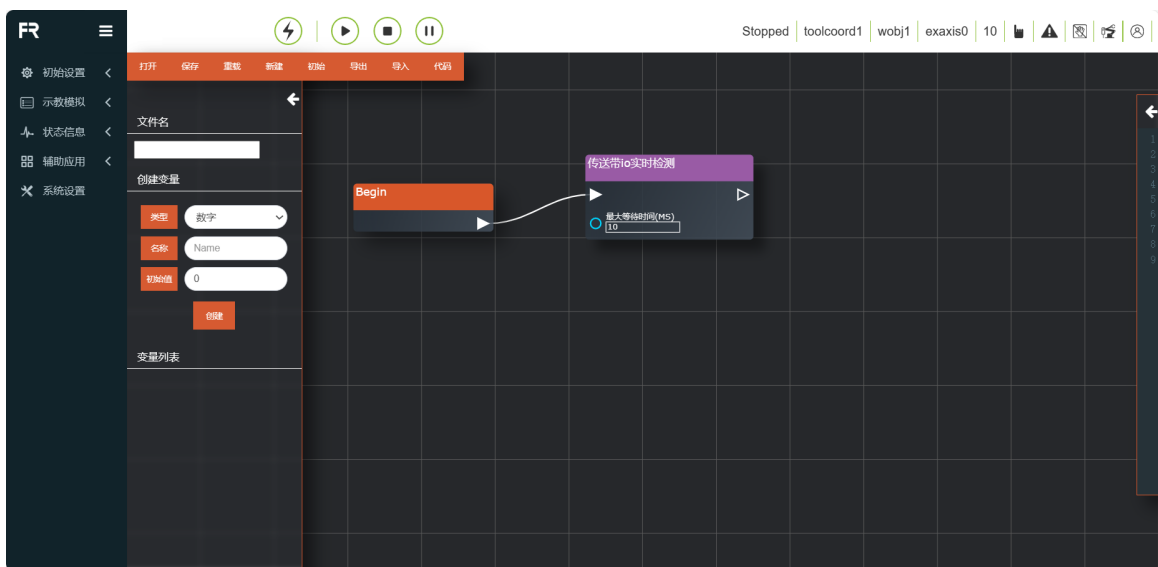 FR
Stopped toolcoord1 wobj1 exaxis0 10
初始设置
示教模拟
状态信息
辅助应用
系统设置
打开 保存 重载 新建 初始 导出 导入 代码
文件名
创建变量
类型 数字
名称 Name
初始值 0
创建
变量列表
Begin
传送带io实时检测
最大等待时间(MS)
10
1
2
3
4
5
6
7
8
9